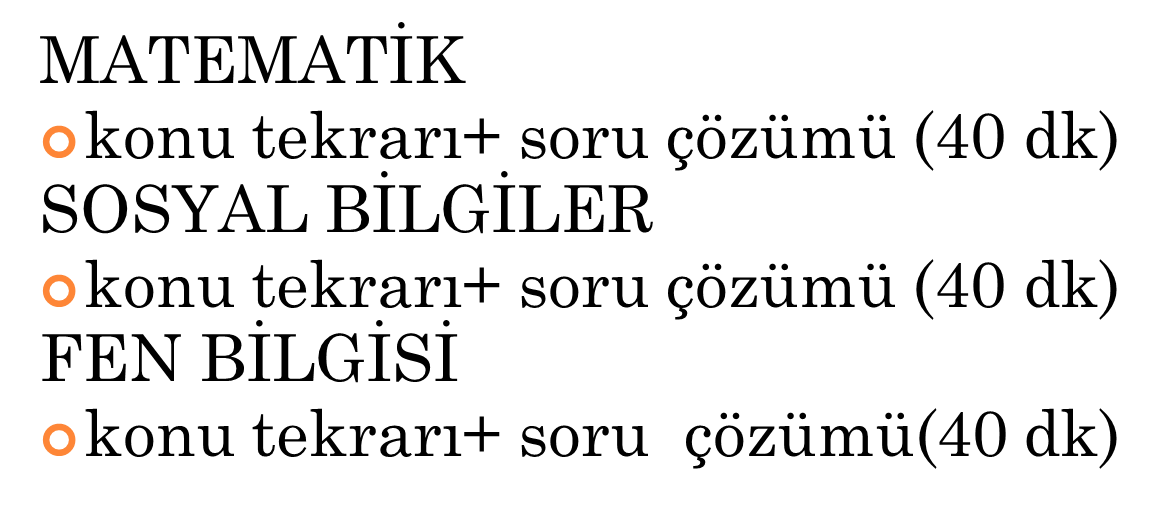 MATEMATİK
konu tekrarı+ soru çözümü (40 dk)
SOSYAL BİLGİLER
konu tekrarı+ soru çözümü (40 dk)
FEN BİLGİSİ
konu tekrarı+ soru  çözümü(40 dk)